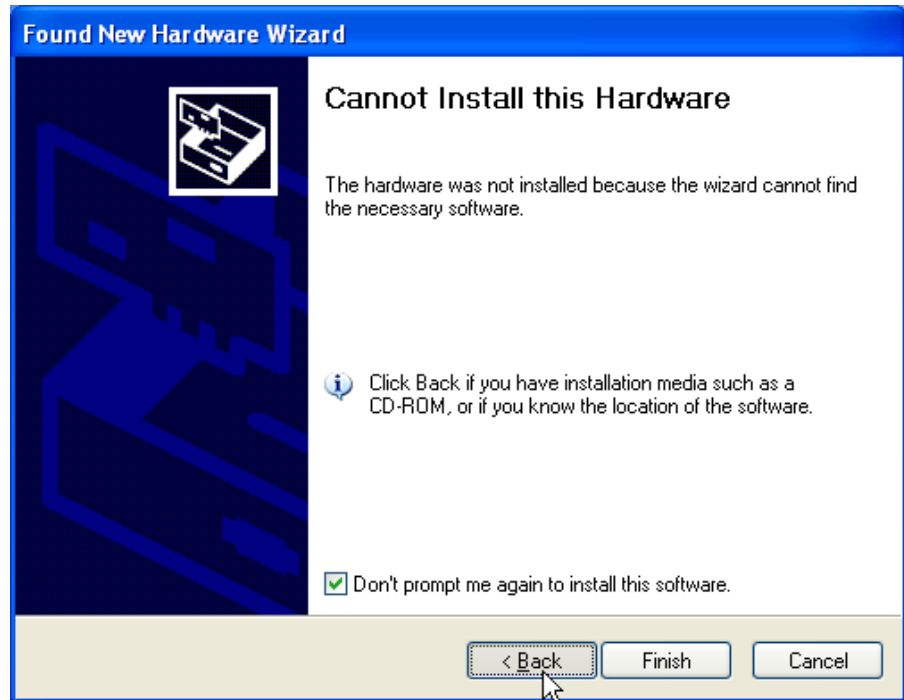 Found New Hardware Wizard
Cannot Install this Hardware
The hardware was not installed because the wizard cannot find
the necessary software.
Click Back if you have installation media such as a
CD-ROM, or if you know the location of the software.
Don't prompt me again to install this software.
< Back
Finish
Cancel